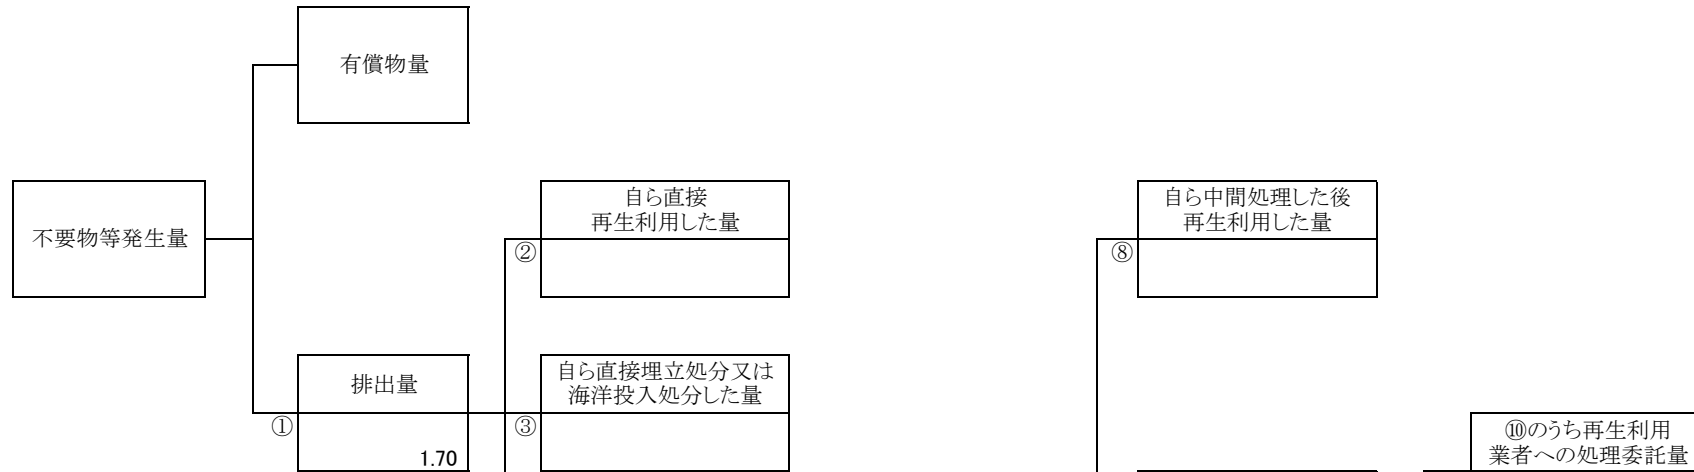 有償物量
不要物等発生量
自ら直接
再生利用した量
②
自ら中間処理した後
再生利用した量
⑧
排出量
①
1.70
自ら直接埋立処分又は
海洋投入処分した量
③
⑩のうち再生利用
業者への処理委託量